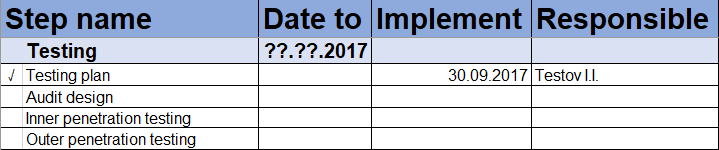 Step name Date to Implement Responsible
Testing ??.??.2017
√ Testing plan 30.09.2017 Testov I.I.
Audit design
Inner penetration testing
Outer penetration testing